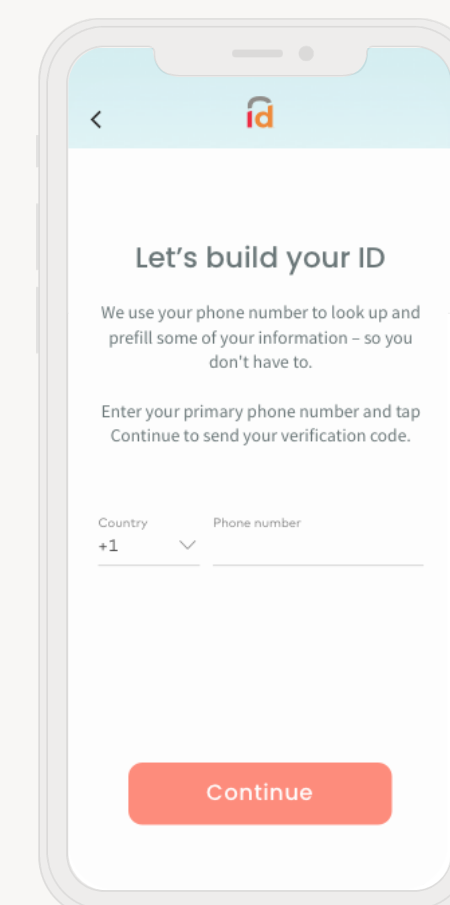 id
Let’s build your ID
We use your phone number to look up and
prefill some of your information – so you
don't have to.
Enter your primary phone number and tap
Continue to send your verification code.
Country
Phone number
+1
Continue